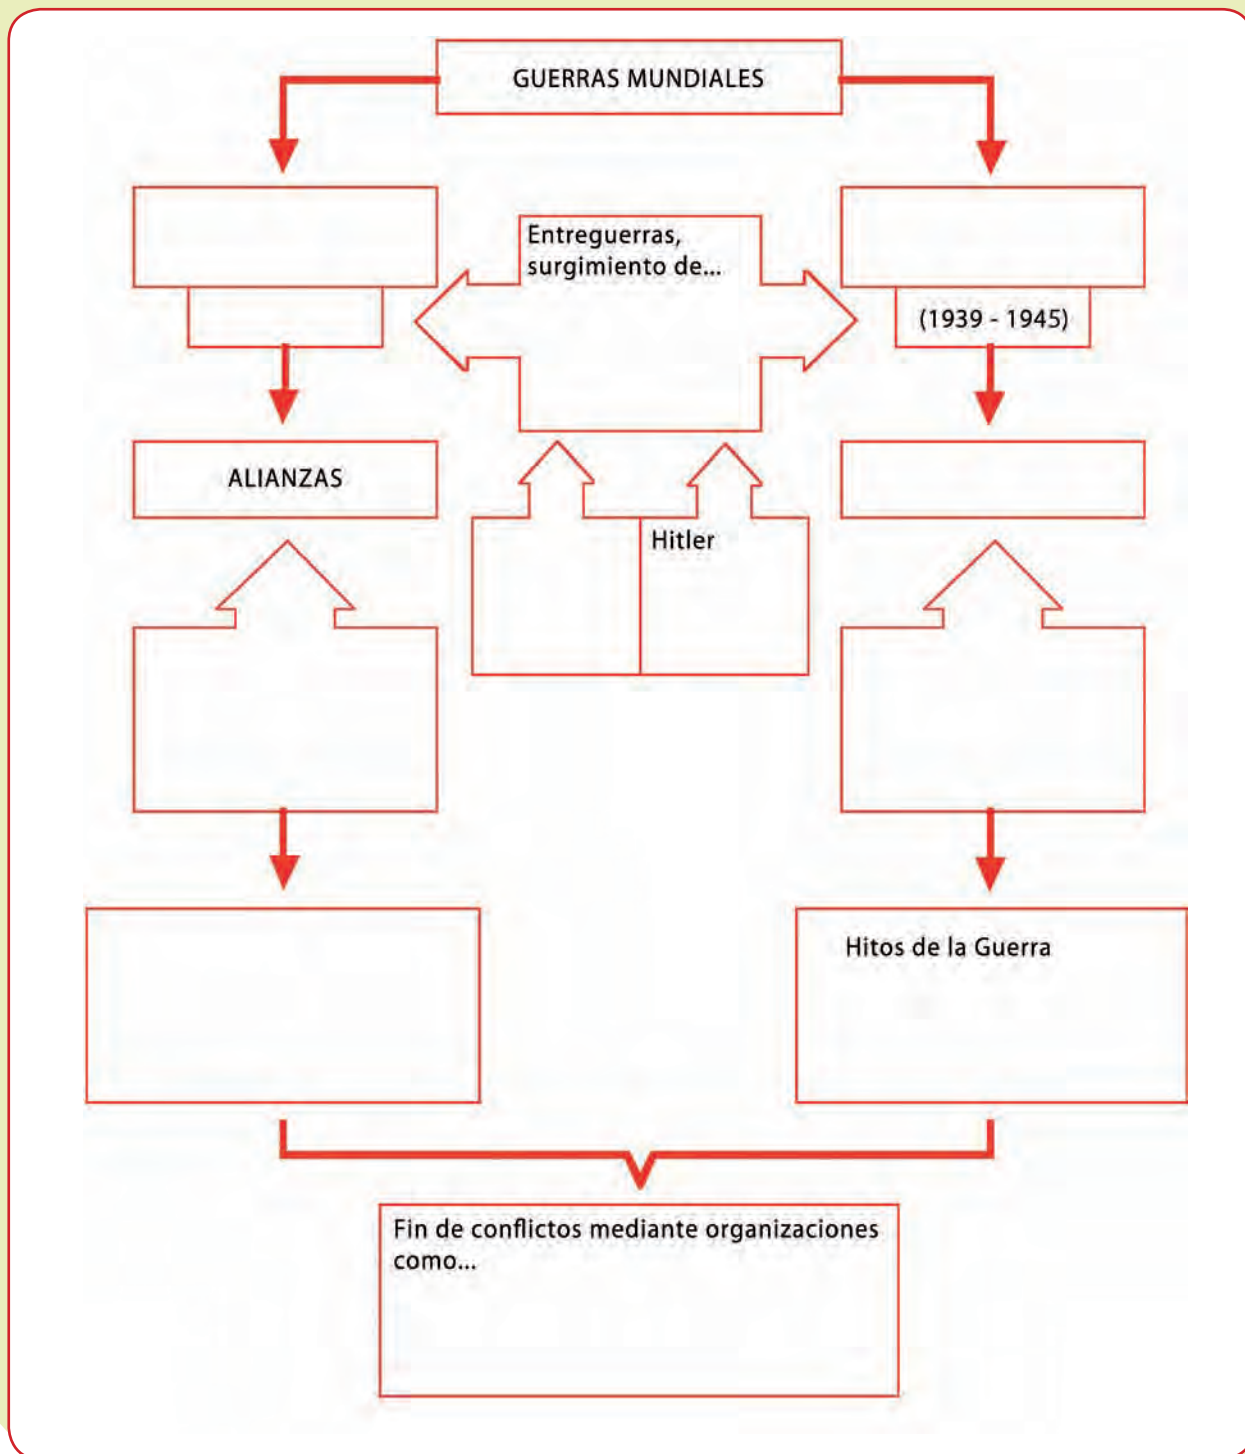 GUERRAS MUNDIALES
Entreguerras,
surgimiento de...
(1939 - 1945)
ALIANZAS
Hitler
Hitos de la Guerra
Fin de conflictos mediante organizaciones
como...